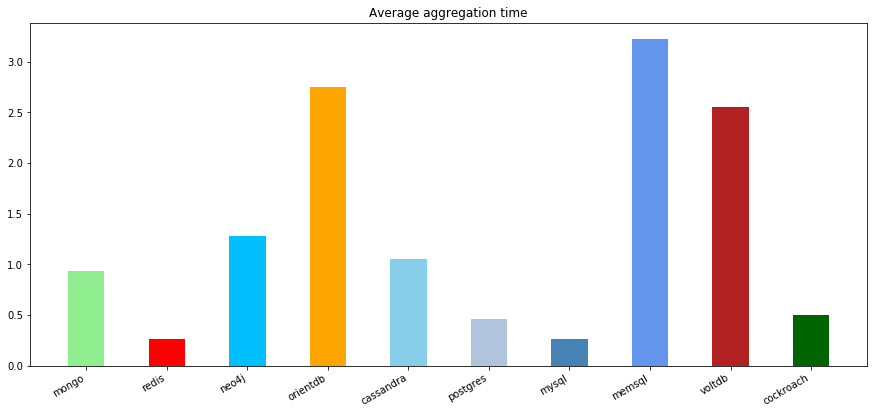 Average aggregation time
3.0
2.5
2.0
1.5
1.0
0.5
0.0
mongo
redis
neo4j
orientdb
cassandra
postgres
mysql
memsql
voltdb
cockroach